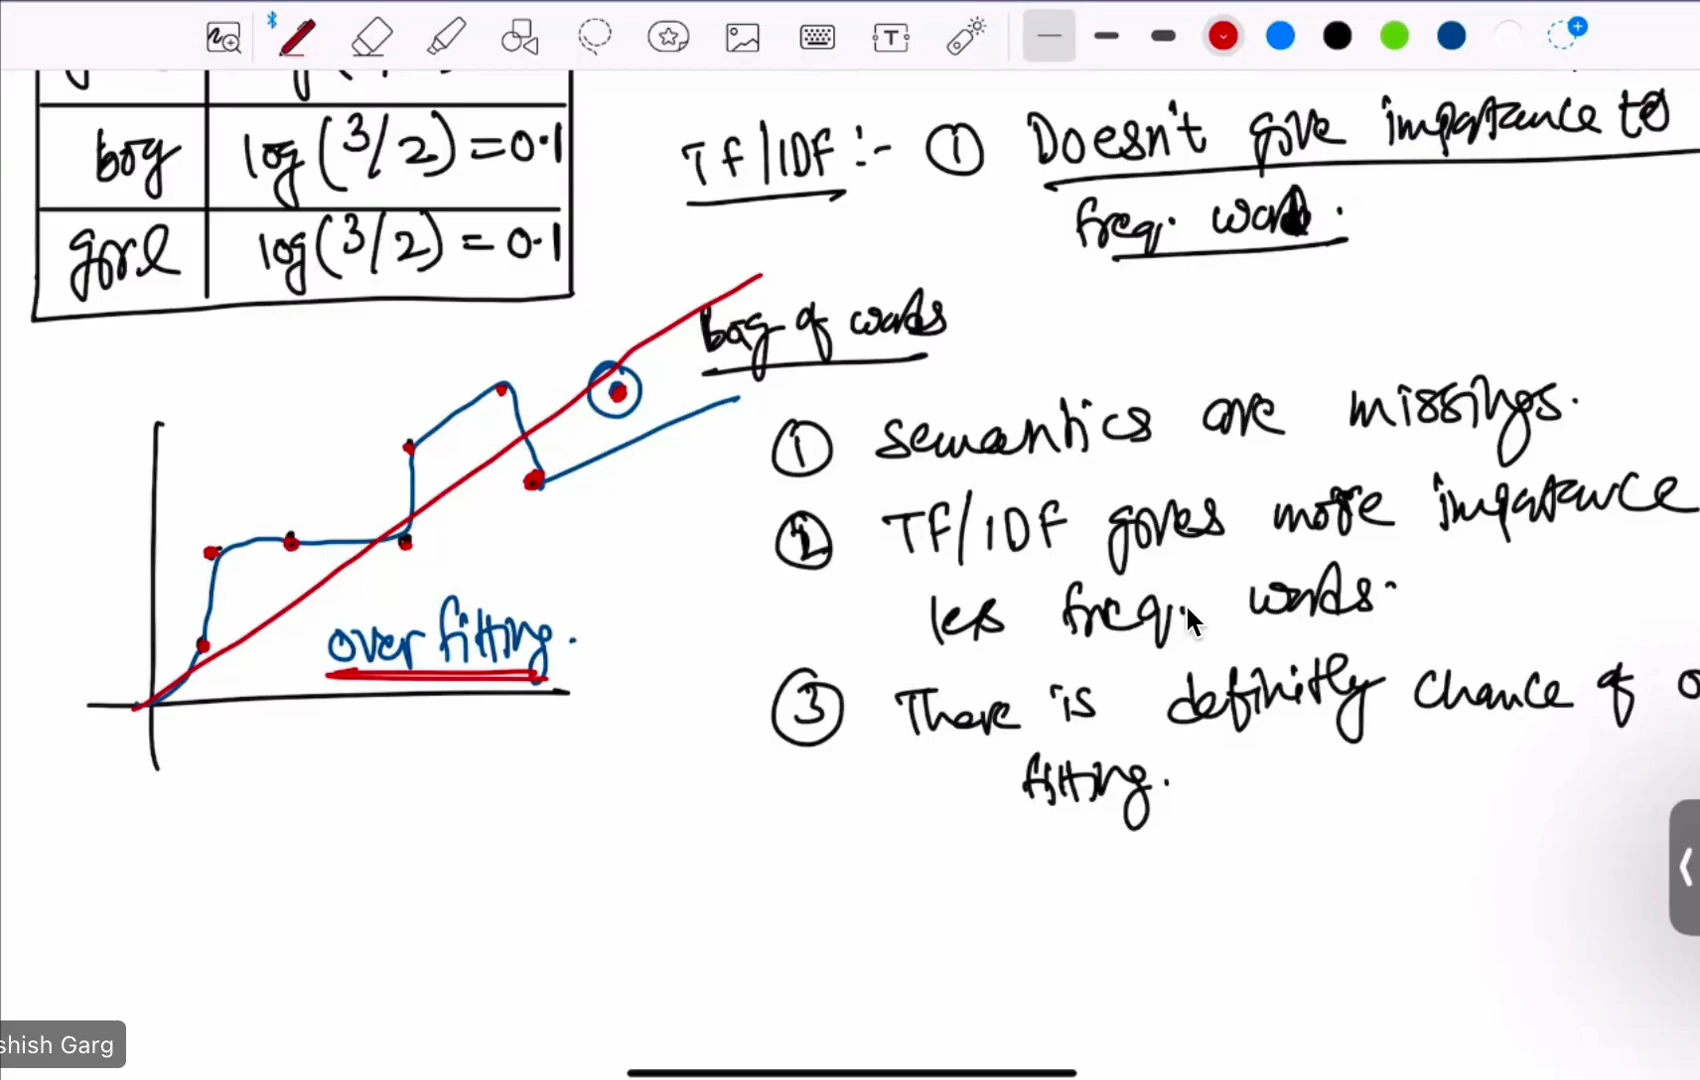 boy log(3/2) = 0.1
girl log(3/2) = 0.1
TF/IDF :- ① Doesn't give importance to
freq. word.
bag of words
① semantics are missings.
② TF/IDF gives more importance
less freq. words.
③ There is definitly chance of o
fitting.
over fitting.
shish Garg